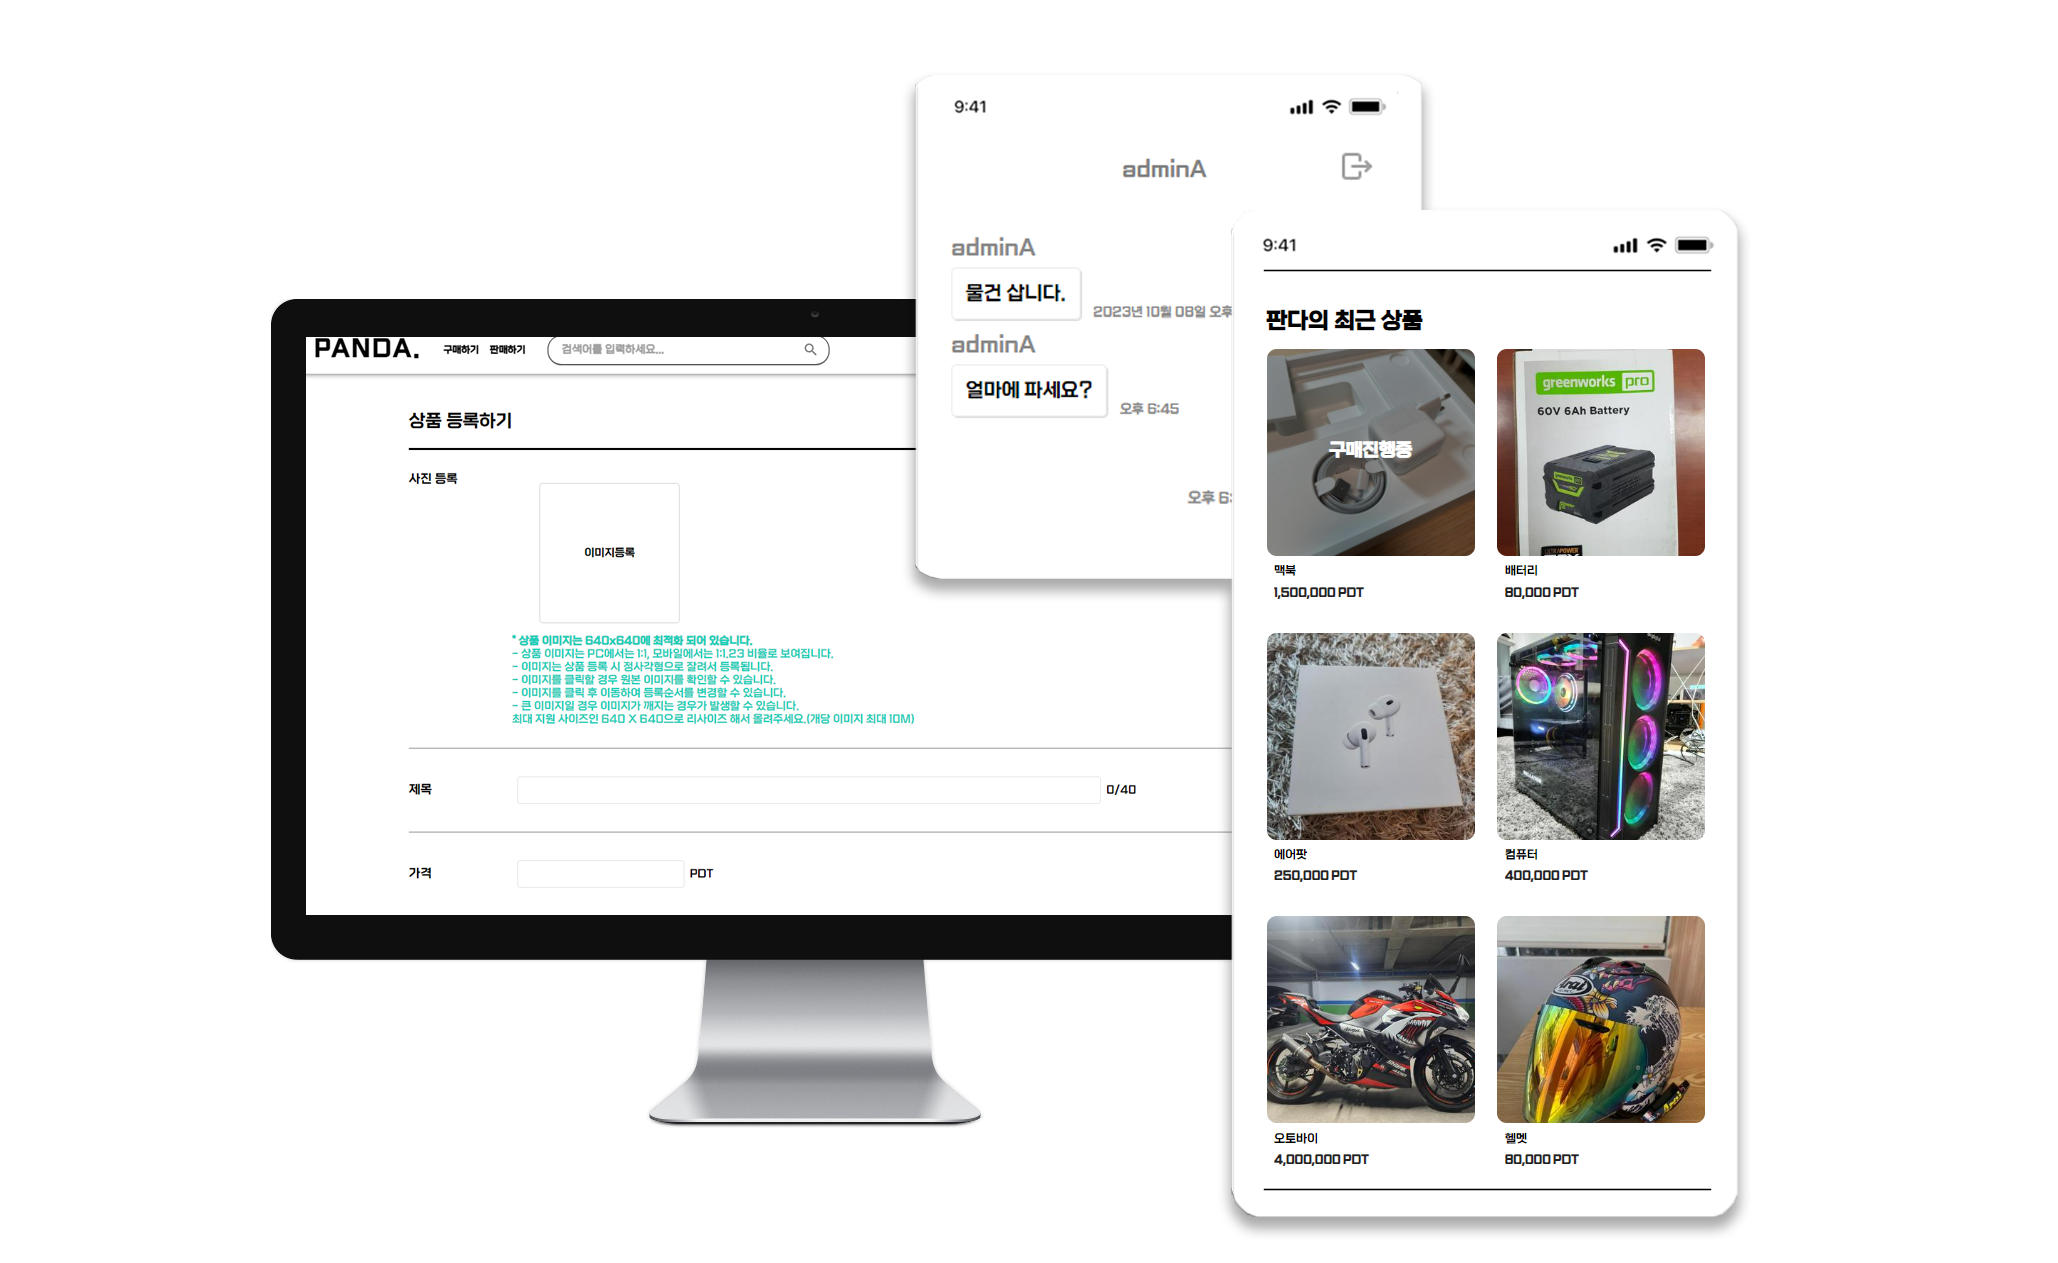 PANDA.
구매하기 판매하기
검색어를 입력하세요...
상품 등록하기
사진 등록
이미지등록
* 상품 이미지는 640x640에 최적화 되어 있습니다.
- 상품 이미지는 PC에서는 1:1, 모바일에서는 1:1.23 비율로 보여집니다.
- 이미지는 상품 등록 시 정사각형으로 잘려서 등록됩니다.
- 이미지를 클릭할 경우 원본 이미지를 확인할 수 있습니다.
- 이미지를 클릭 후 이동하여 등록순서를 변경할 수 있습니다.
- 큰 이미지일 경우 이미지가 깨지는 경우가 발생할 수 있습니다.
최대 지원 사이즈인 640 X 640으로 리사이즈 해서 올려주세요.(개당 이미지 최대 10M)
제목
0/40
가격
PDT
9:41
adminA
adminA
물건 삽니다.
2023년 10월 08일 오후
adminA
얼마에 파세요?
오후 6:45
오후 6:
9:41
판다의 최근 상품
구매진행중
맥북
1,500,000 PDT
greenworks pro
60V 6Ah Battery
배터리
80,000 PDT
에어팟
250,000 PDT
컴퓨터
400,000 PDT
오토바이
4,000,000 PDT
Arai
헬멧
80,000 PDT